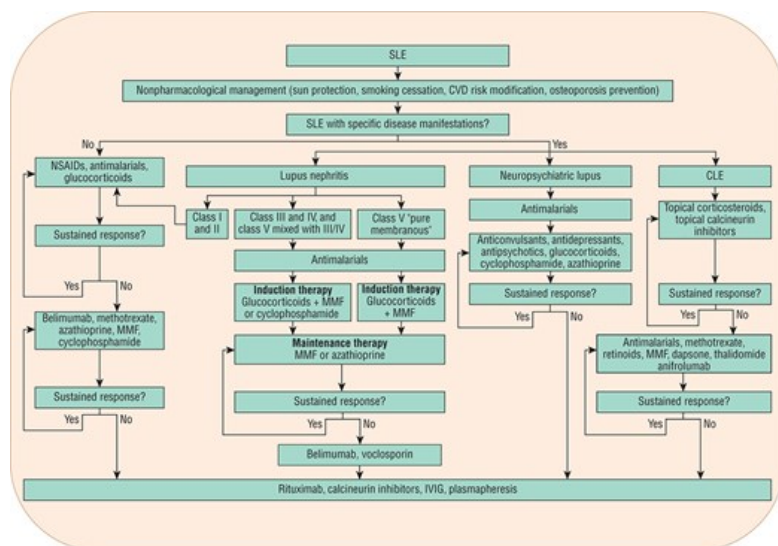 SLE
Nonpharmacological management (sun protection, smoking cessation, CVD risk modification, osteoporosis prevention)
SLE with specific disease manifestations?
No
Yes
NSAIDs, antimalarials,
glucocorticoids
Lupus nephritis
Neuropsychiatric lupus
CLE
Class I
and II
Class III and IV, and
class V mixed with III/IV
Class V "pure
membranous"
Antimalarials
Topical corticosteroids,
topical calcineurin
inhibitors
Sustained response?
Yes
No
Antimalarials
Anticonvulsants, antidepressants,
antipsychotics, glucocorticoids,
cyclophosphamide, azathioprine
Induction therapy
Glucocorticoids + MMF
or cyclophosphamide
Induction therapy
Glucocorticoids
+ MMF
Sustained response?
Yes
No
Sustained response?
Yes
No
Belimumab, methotrexate,
azathioprine, MMF,
cyclophosphamide
Maintenance therapy
MMF or azathioprine
Antimalarials, methotrexate,
retinoids, MMF, dapsone, thalidomide
anifrolumab
Sustained response?
Yes
No
Sustained response?
Yes
No
Sustained response?
Yes
No
Belimumab, voclosporin
Rituximab, calcineurin inhibitors, IVIG, plasmapheresis